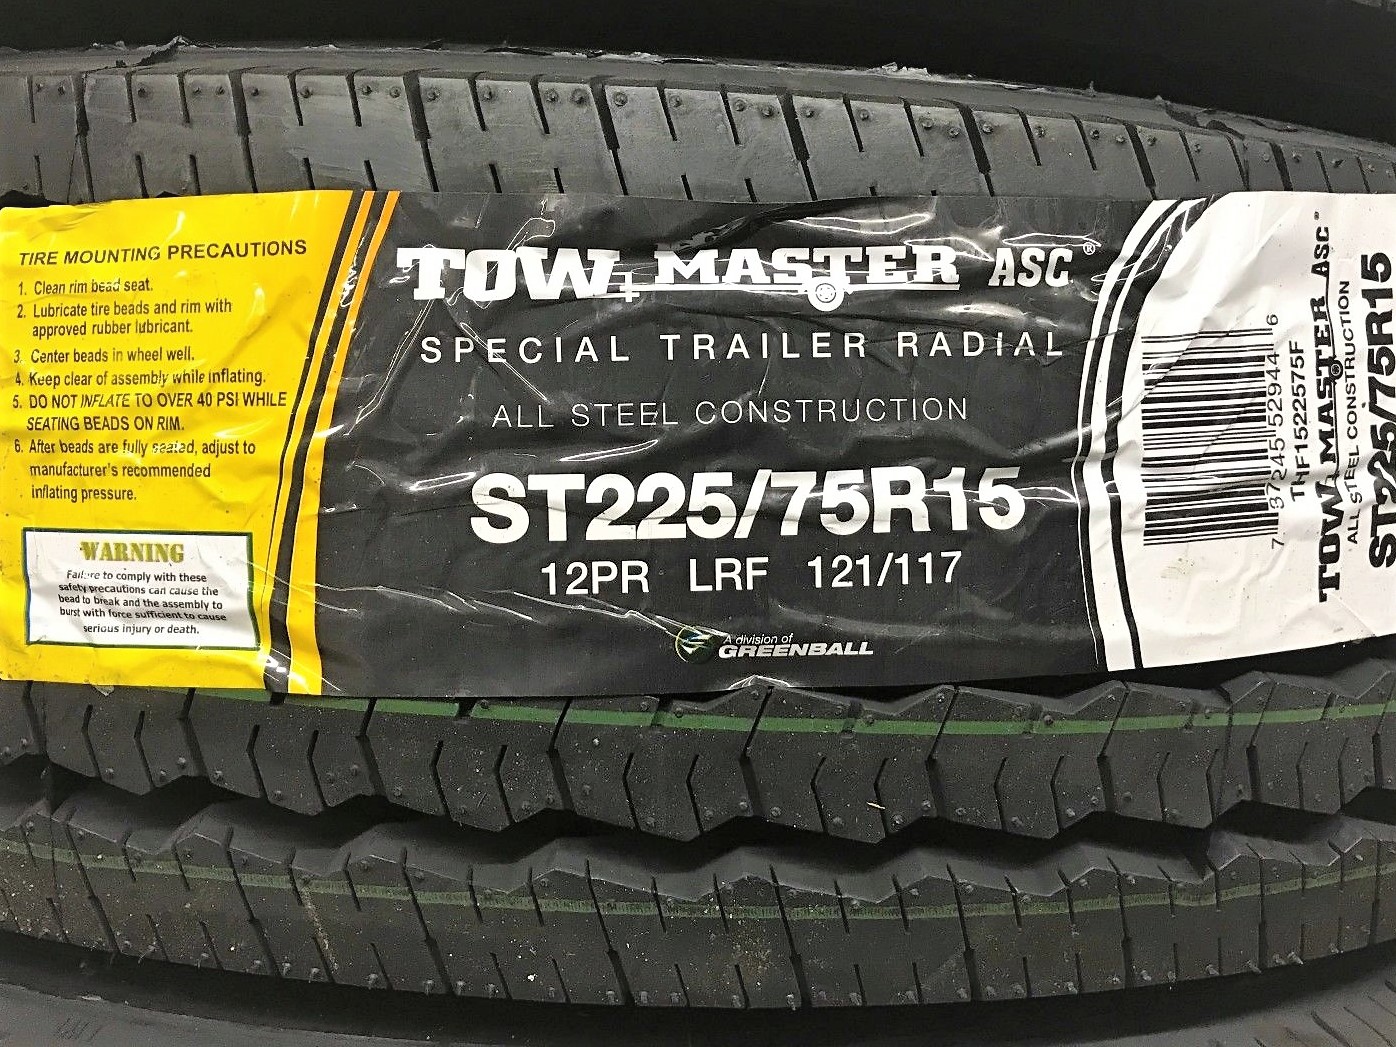 TIRE MOUNTING PRECAUTIONS
1. Clean rim bead seat.
2. Lubricate tire beads and rim with
approved rubber lubricant.
3. Center beads in wheel well.
4. Keep clear of assembly while inflating.
5. DO NOT INFLATE TO OVER 40 PSI WHILE
SEATING BEADS ON RIM.
6. After beads are fully seated, adjust to
manufacturer's recommended
inflating pressure.
WARNING
Failure to comply with these
safety precautions can cause the
bead to break and the assembly to
burst with force sufficient to cause
serious injury or death.
TOW MASTER ASC®
SPECIAL TRAILER RADIAL
ALL STEEL CONSTRUCTION
ST225/75R15
12PR LRF 121/117
A division of
GREENBALL
7 37245 52944 6
THF15222575F
TOW MASTER ASC®
ALL STEEL CONSTRUCTION
ST225/75R15